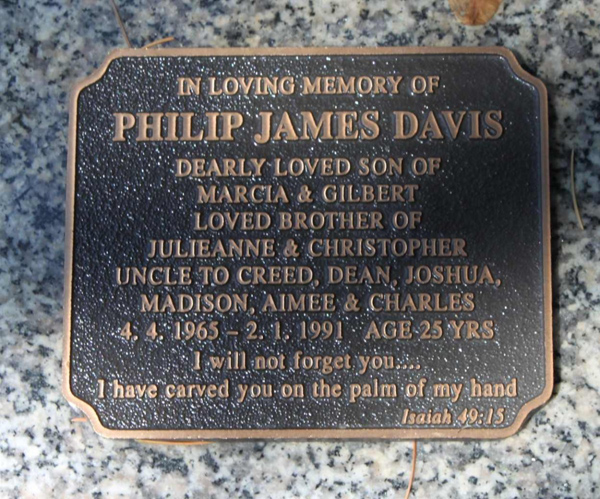 IN LOVING MEMORY OF
PHILIP JAMES DAVIS
DEARLY LOVED SON OF
MARCIA & GILBERT
LOVED BROTHER OF
JULIEANNE & CHRISTOPHER
UNCLE TO CREED, DEAN, JOSHUA,
MADISON, AIMEE & CHARLES
4. 4. 1965 – 2. 1. 1991 AGE 25 YRS
I will not forget you....
I have carved you on the palm of my hand
Isaiah 49:15